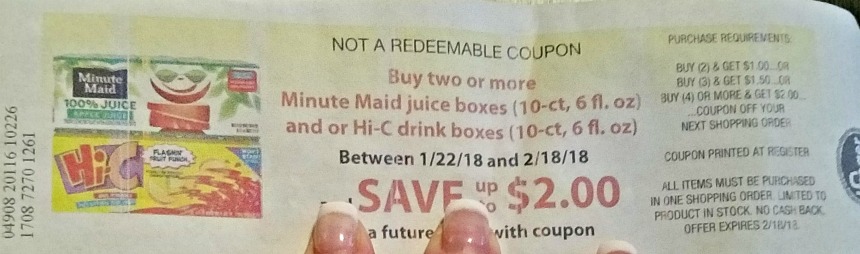 04908 20116 10226
1708 7270 1261
Minute
Maid
100% JUICE
APPLE JUICE
Hi-C
FLASHIN'
FRUIT PUNCH
NOT A REDEEMABLE COUPON
Buy two or more
Minute Maid juice boxes (10-ct, 6 fl. oz)
and or Hi-C drink boxes (10-ct, 6 fl. oz)
Between 1/22/18 and 2/18/18
SAVE up to $2.00
a future with coupon
PURCHASE REQUIREMENTS:
BUY (2) & GET $1.00...OR
BUY (3) & GET $1.50...OR
BUY (4) OR MORE & GET $2.00...
...COUPON OFF YOUR
NEXT SHOPPING ORDER
COUPON PRINTED AT REGISTER
ALL ITEMS MUST BE PURCHASED
IN ONE SHOPPING ORDER. LIMITED TO
PRODUCT IN STOCK. NO CASH BACK.
OFFER EXPIRES 2/18/18.